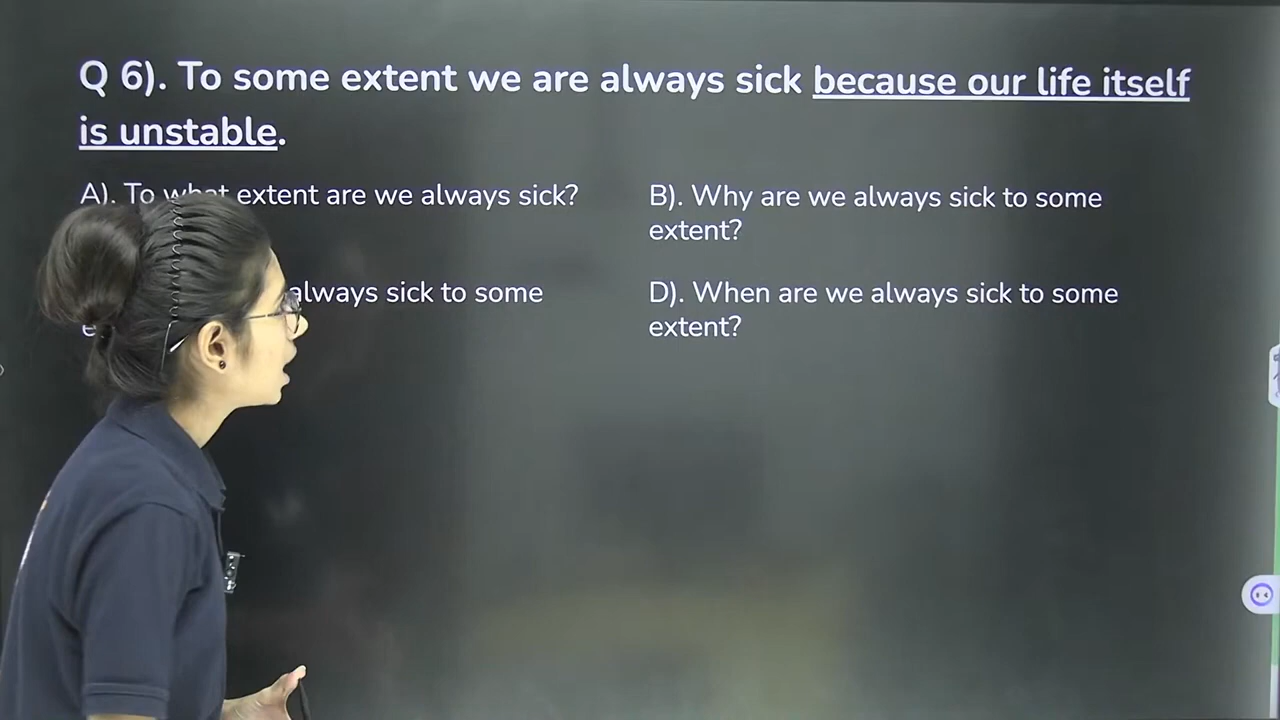 Q 6). To some extent we are always sick because our life itself
is unstable.
A). To what extent are we always sick?
B). Why are we always sick to some
extent?
always sick to some
D). When are we always sick to some
extent?